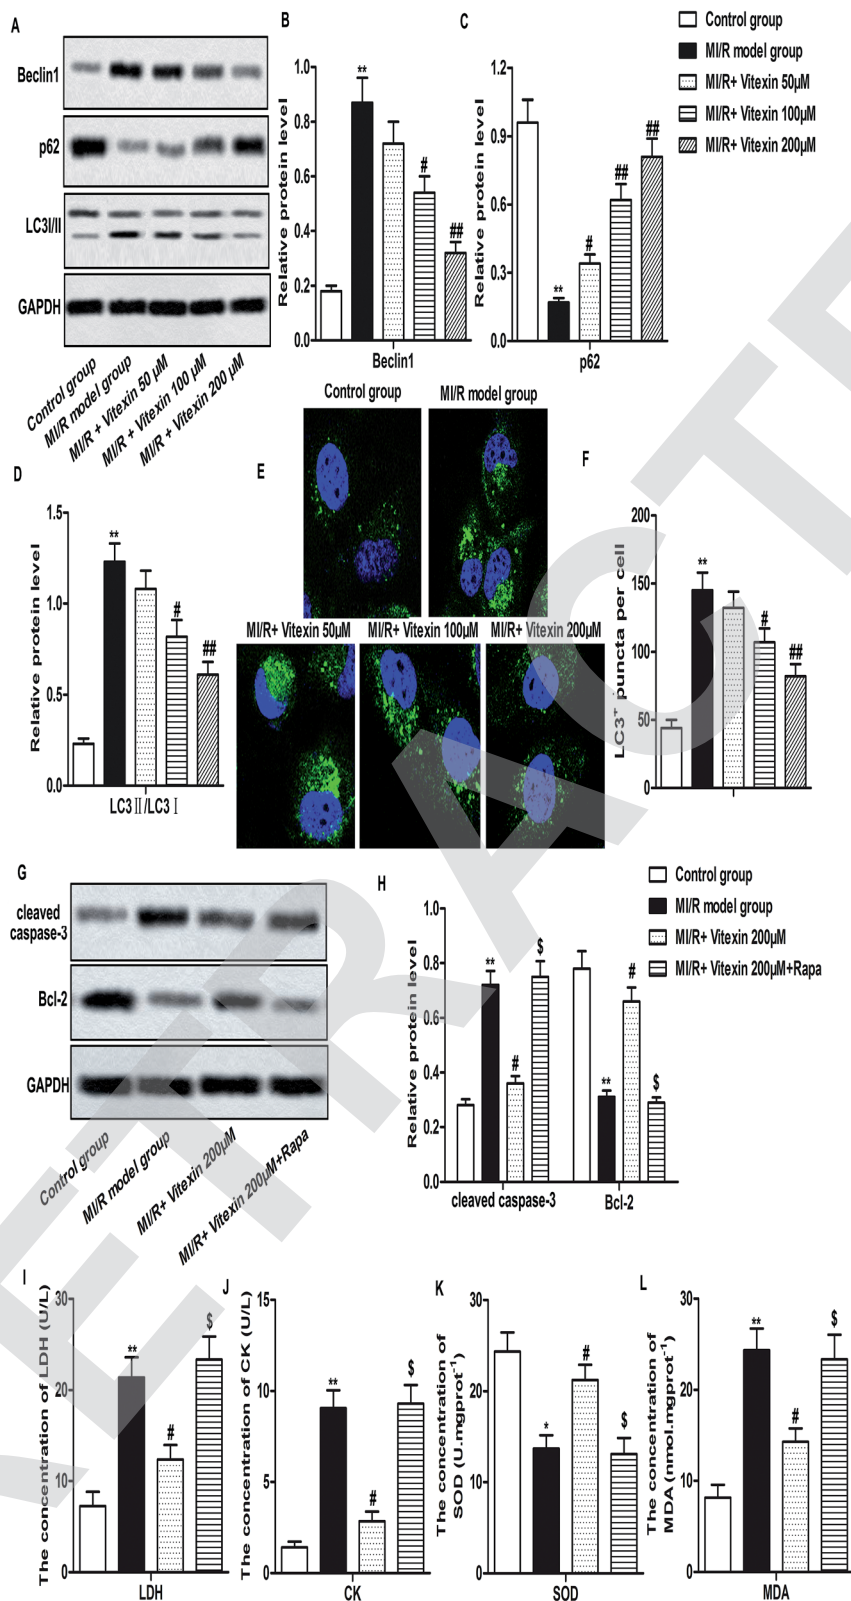 A
Beclin1
p62
LC3I/II
GAPDH
Control group
MI/R model group
MI/R + Vitexin 50 µM
MI/R + Vitexin 100 µM
MI/R + Vitexin 200 µM
B
Relative protein level
1.0
0.8
0.6
0.4
0.2
0.0
**
#
##
Beclin1
C
Relative protein level
1.2
0.9
0.6
0.3
0.0
**
#
##
##
p62
Control group
MI/R model group
MI/R+ Vitexin 50µM
MI/R+ Vitexin 100µM
MI/R+ Vitexin 200µM
D
Relative protein level
1.5
1.0
0.5
0.0
**
#
##
LC3Ⅱ/LC3Ⅰ
E
Control group
MI/R model group
MI/R+ Vitexin 50µM
MI/R+ Vitexin 100µM
MI/R+ Vitexin 200µM
F
LC3⁺ puncta per cell
200
150
100
50
0
**
#
##
G
cleaved
caspase-3
Bcl-2
GAPDH
Control group
MI/R model group
MI/R+ Vitexin 200µM
MI/R+ Vitexin 200µM+Rapa
H
Relative protein level
1.0
0.8
0.6
0.4
0.2
0.0
**
#
$
**
#
$
cleaved caspase-3
Bcl-2
Control group
MI/R model group
MI/R+ Vitexin 200µM
MI/R+ Vitexin 200µM+Rapa
I
The concentration of LDH (U/L)
30
20
10
0
**
#
$
LDH
J
The concentration of CK (U/L)
15
10
5
0
**
#
$
CK
K
The concentration of
SOD (U.mgprot⁻¹)
30
20
10
0
*
#
$
SOD
L
The concentration of
MDA (nmol.mgprot⁻¹)
30
20
10
0
**
#
$
MDA
RETRACTED